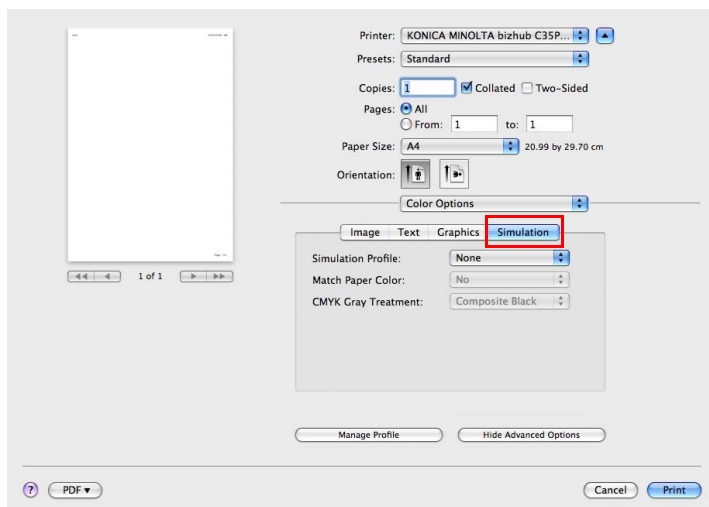 Printer: KONICA MINOLTA bizhub C35P...
Presets: Standard
Copies: 1 Collated Two-Sided
Pages: All
From: 1 to: 1
Paper Size: A4 20.99 by 29.70 cm
Orientation:
Color Options
Image Text Graphics Simulation
Simulation Profile: None
1 of 1
Match Paper Color: No
CMYK Gray Treatment: Composite Black
Manage Profile Hide Advanced Options
? PDF ▾ Cancel Print